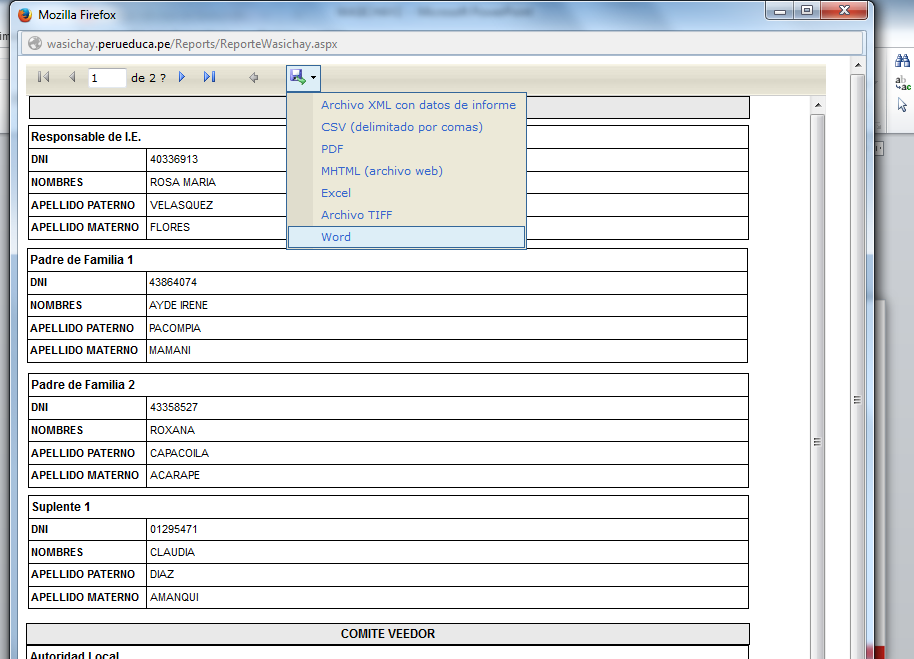 Mozilla Firefox
wasichay.perueduca.pe/Reports/ReporteWasichay.aspx
1 de 2 ?
Archivo XML con datos de informe
CSV (delimitado por comas)
PDF
MHTML (archivo web)
Excel
Archivo TIFF
Word
Responsable de I.E.
DNI 40336913
NOMBRES ROSA MARIA
APELLIDO PATERNO VELASQUEZ
APELLIDO MATERNO FLORES
Padre de Familia 1
DNI 43864074
NOMBRES AYDE IRENE
APELLIDO PATERNO PACOMPIA
APELLIDO MATERNO MAMANI
Padre de Familia 2
DNI 43358527
NOMBRES ROXANA
APELLIDO PATERNO CAPACOILA
APELLIDO MATERNO ACARAPE
Suplente 1
DNI 01295471
NOMBRES CLAUDIA
APELLIDO PATERNO DIAZ
APELLIDO MATERNO AMANQUI
COMITE VEEDOR
Autoridad Local